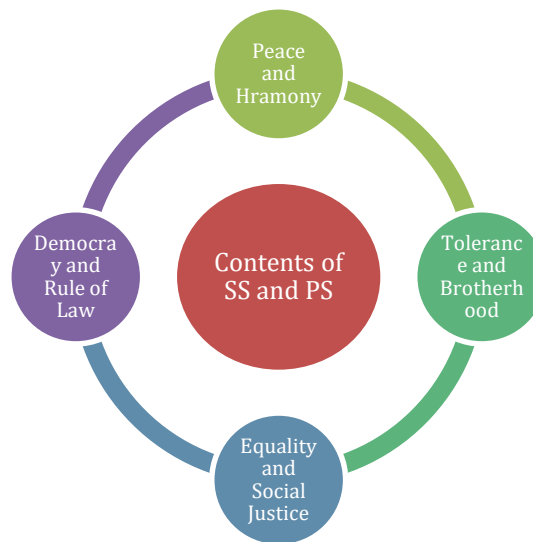 Peace
and
Hramony
Democra
y and
Rule of
Law
Contents of
SS and PS
Toleranc
e and
Brotherh
ood
Equality
and
Social
Justice